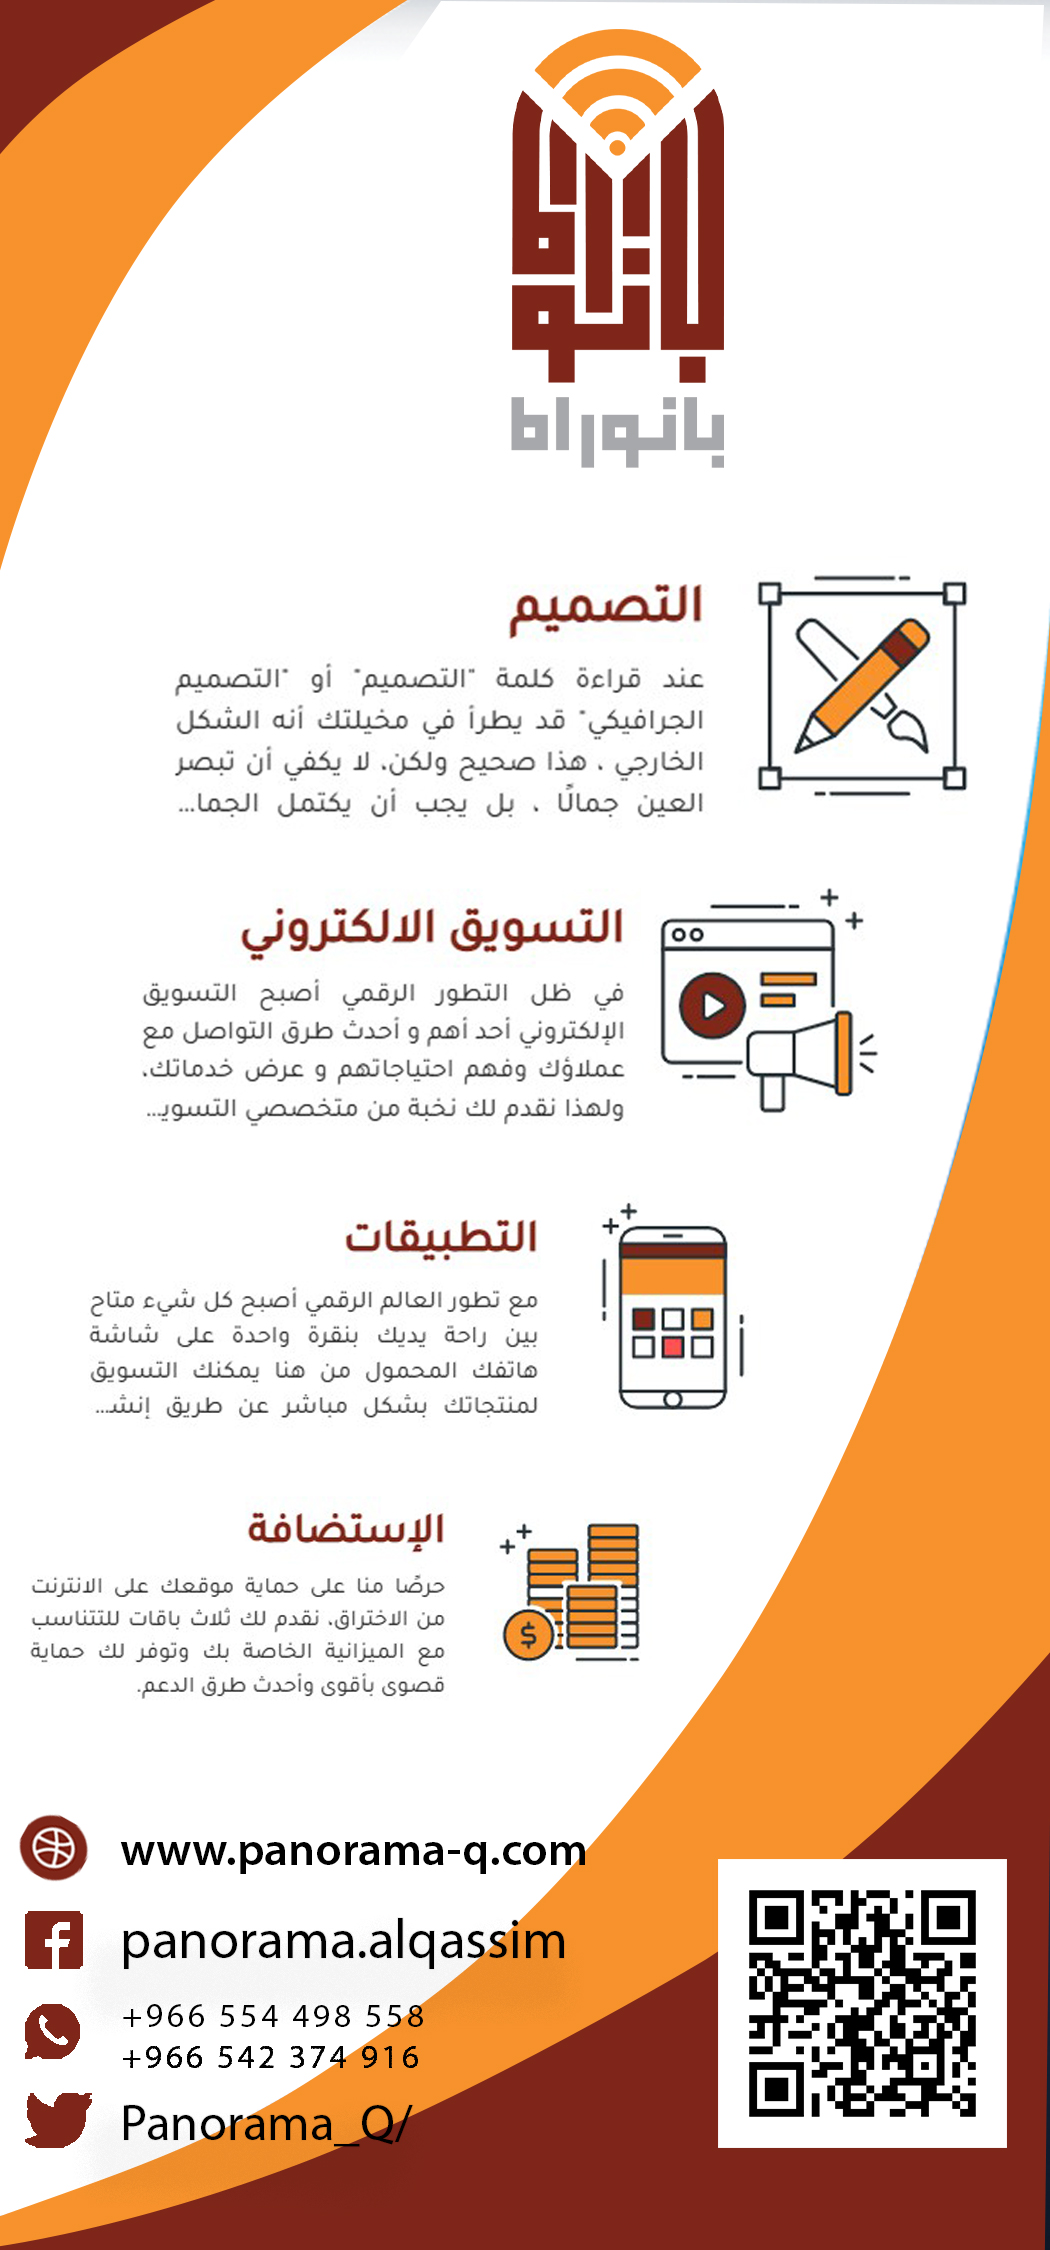 بانوراما
بانوراما
التصميم
عند قراءة كلمة "التصميم" أو "التصميم
الجرافيكي" قد يطرأ في مخيلتك أنه الشكل
الخارجي ، هذا صحيح ولكن، لا يكفي أن تبصر
العين جمالًا ، بل يجب أن يكتمل الجما...
التسويق الالكتروني
في ظل التطور الرقمي أصبح التسويق
الإلكتروني أحد أهم و أحدث طرق التواصل مع
عملاؤك وفهم احتياجاتهم و عرض خدماتك،
ولهذا نقدم لك نخبة من متخصصي التسويـ...
التطبيقات
مع تطور العالم الرقمي أصبح كل شيء متاح
بين راحة يديك بنقرة واحدة على شاشة
هاتفك المحمول من هنا يمكنك التسويق
لمنتجاتك بشكل مباشر عن طريق إنشـ...
الإستضافة
حرصًا منا على حماية موقعك على الانترنت
من الاختراق، نقدم لك ثلاث باقات للتتناسب
مع الميزانية الخاصة بك وتوفر لك حماية
قصوى بأقوى وأحدث طرق الدعم.
www.panorama-q.com
panorama.alqassim
+966 554 498 558
+966 542 374 916
Panorama_Q/